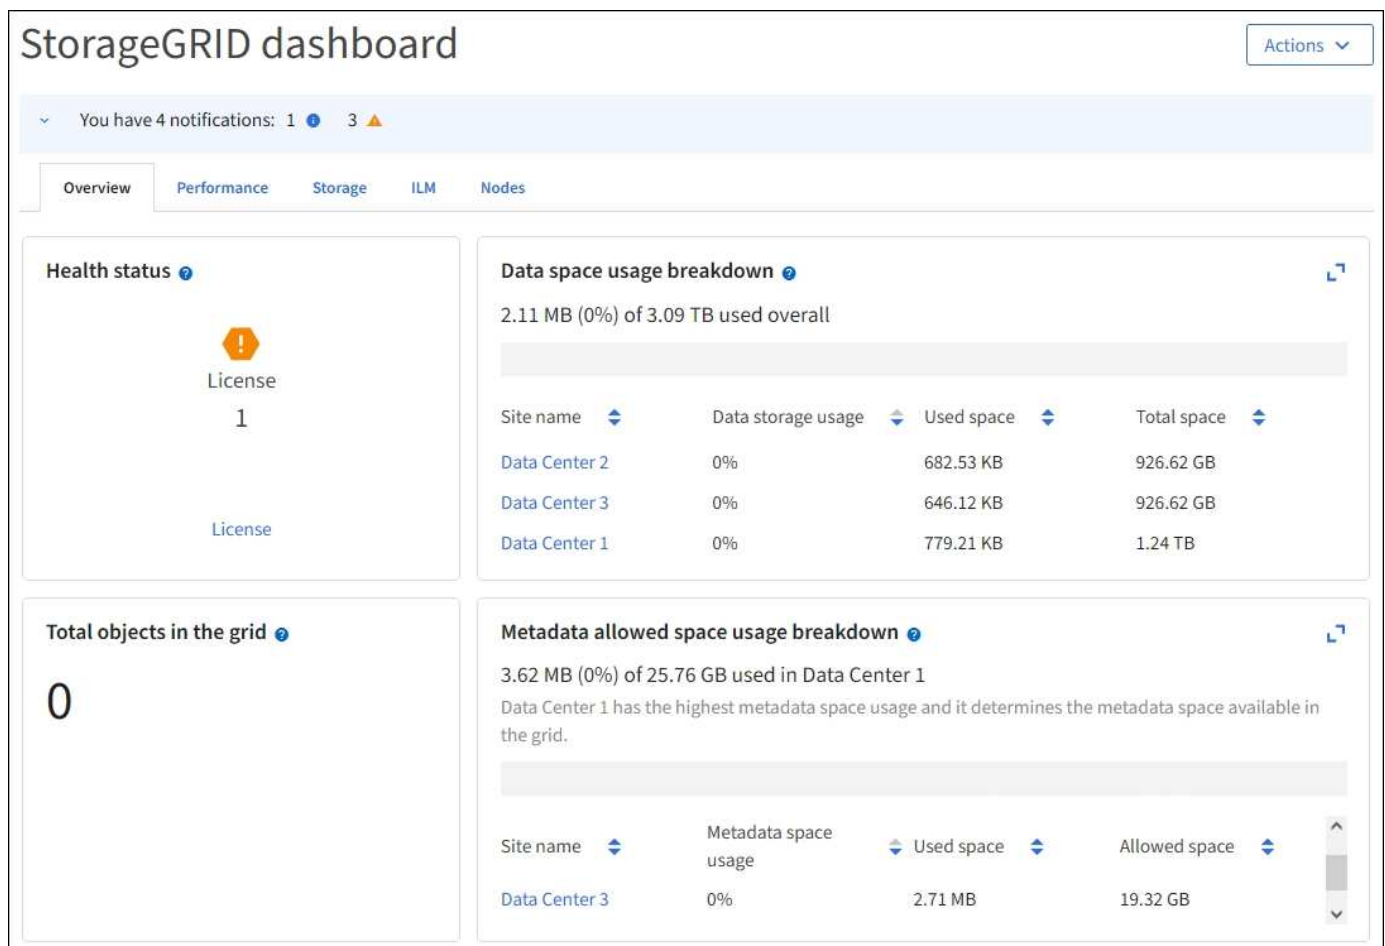 StorageGRID dashboard
Actions
You have 4 notifications: 1 3
Overview Performance Storage ILM Nodes
Health status
License
1
License
Data space usage breakdown
2.11 MB (0%) of 3.09 TB used overall
Site name Data storage usage Used space Total space
Data Center 2 0% 682.53 KB 926.62 GB
Data Center 3 0% 646.12 KB 926.62 GB
Data Center 1 0% 779.21 KB 1.24 TB
Total objects in the grid
0
Metadata allowed space usage breakdown
3.62 MB (0%) of 25.76 GB used in Data Center 1
Data Center 1 has the highest metadata space usage and it determines the metadata space available in
the grid.
Site name Metadata space usage Used space Allowed space
Data Center 3 0% 2.71 MB 19.32 GB